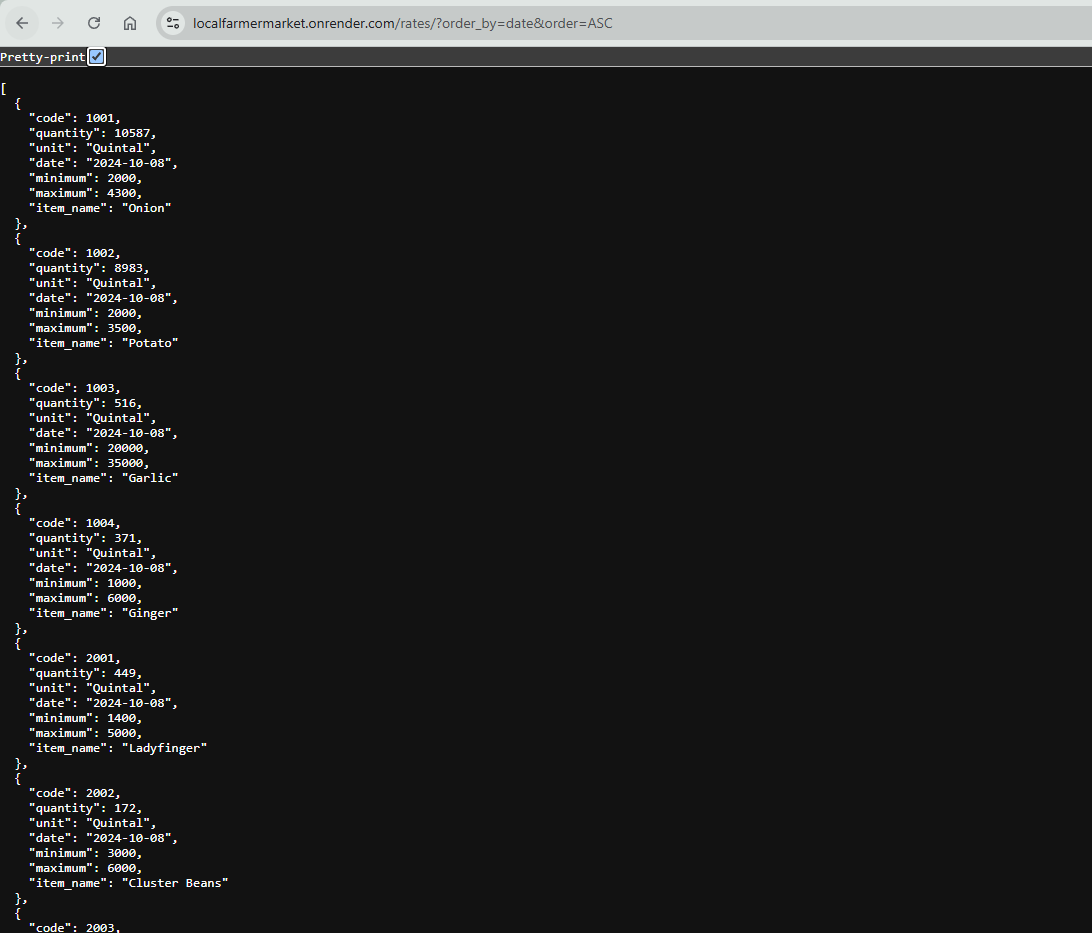 localfarmermarket.onrender.com/rates/?order_by=date&order=ASC
Pretty-print
[
  {
    "code": 1001,
    "quantity": 10587,
    "unit": "Quintal",
    "date": "2024-10-08",
    "minimum": 2000,
    "maximum": 4300,
    "item_name": "Onion"
  },
  {
    "code": 1002,
    "quantity": 8983,
    "unit": "Quintal",
    "date": "2024-10-08",
    "minimum": 2000,
    "maximum": 3500,
    "item_name": "Potato"
  },
  {
    "code": 1003,
    "quantity": 516,
    "unit": "Quintal",
    "date": "2024-10-08",
    "minimum": 20000,
    "maximum": 35000,
    "item_name": "Garlic"
  },
  {
    "code": 1004,
    "quantity": 371,
    "unit": "Quintal",
    "date": "2024-10-08",
    "minimum": 1000,
    "maximum": 6000,
    "item_name": "Ginger"
  },
  {
    "code": 2001,
    "quantity": 449,
    "unit": "Quintal",
    "date": "2024-10-08",
    "minimum": 1400,
    "maximum": 5000,
    "item_name": "Ladyfinger"
  },
  {
    "code": 2002,
    "quantity": 172,
    "unit": "Quintal",
    "date": "2024-10-08",
    "minimum": 3000,
    "maximum": 6000,
    "item_name": "Cluster Beans"
  },
  {
    "code": 2003,